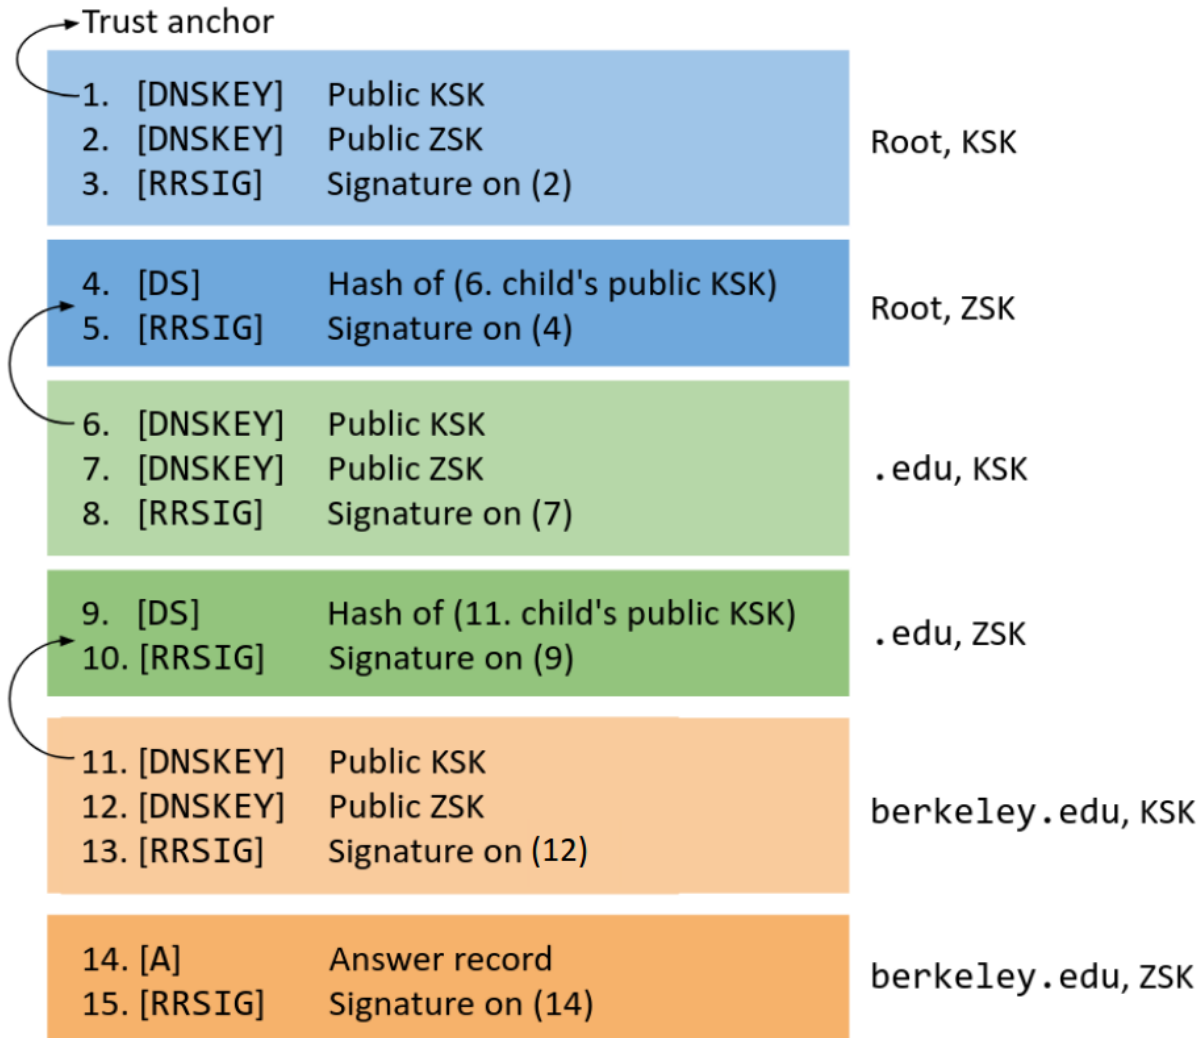 Trust anchor
1. [DNSKEY] Public KSK
2. [DNSKEY] Public ZSK
3. [RRSIG] Signature on (2)
Root, KSK
4. [DS] Hash of (6. child's public KSK)
5. [RRSIG] Signature on (4)
Root, ZSK
6. [DNSKEY] Public KSK
7. [DNSKEY] Public ZSK
8. [RRSIG] Signature on (7)
.edu, KSK
9. [DS] Hash of (11. child's public KSK)
10. [RRSIG] Signature on (9)
.edu, ZSK
11. [DNSKEY] Public KSK
12. [DNSKEY] Public ZSK
13. [RRSIG] Signature on (12)
berkeley.edu, KSK
14. [A] Answer record
15. [RRSIG] Signature on (14)
berkeley.edu, ZSK